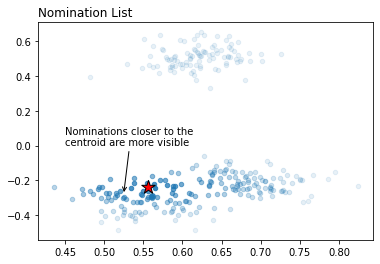 Nomination List
0.6
0.4
0.2
0.0
−0.2
−0.4
Nominations closer to the
centroid are more visible
0.45 0.50 0.55 0.60 0.65 0.70 0.75 0.80